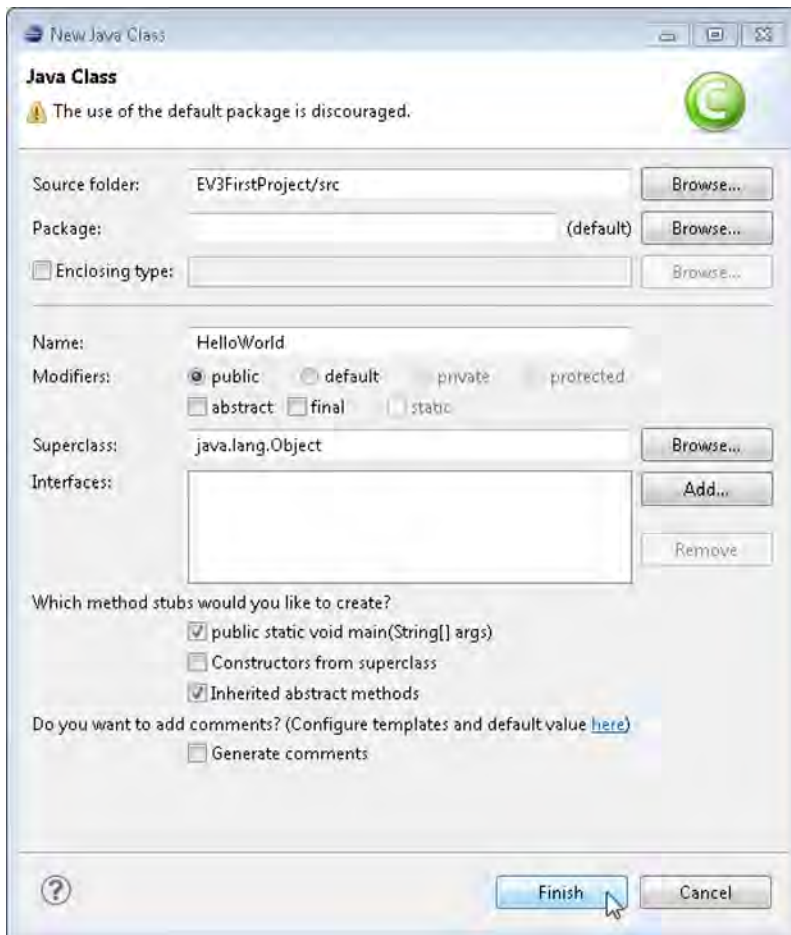 New Java Class
Java Class
The use of the default package is discouraged.
Source folder: EV3FirstProject/src Browse...
Package: (default) Browse...
Enclosing type: Browse...
Name: HelloWorld
Modifiers: public default private protected
abstract final static
Superclass: java.lang.Object Browse...
Interfaces: Add...
Remove
Which method stubs would you like to create?
public static void main(String[] args)
Constructors from superclass
Inherited abstract methods
Do you want to add comments? (Configure templates and default value here)
Generate comments
? Finish Cancel